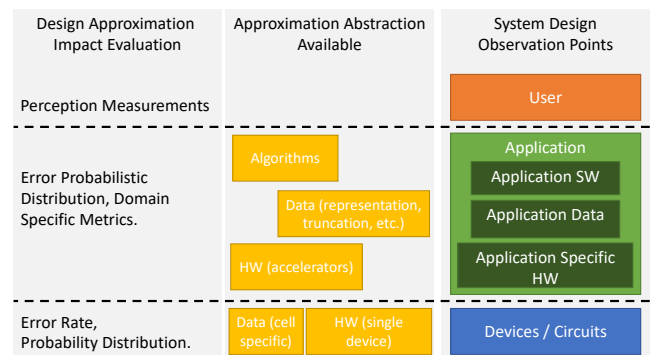 Design Approximation
Impact Evaluation
Approximation Abstraction
Available
System Design
Observation Points
Perception Measurements
User
Error Probabilistic
Distribution, Domain
Specific Metrics.
Algorithms
Data (representation,
truncation, etc.)
HW (accelerators)
Application
Application SW
Application Data
Application Specific
HW
Error Rate,
Probability Distribution.
Data (cell
specific)
HW (single
device)
Devices / Circuits